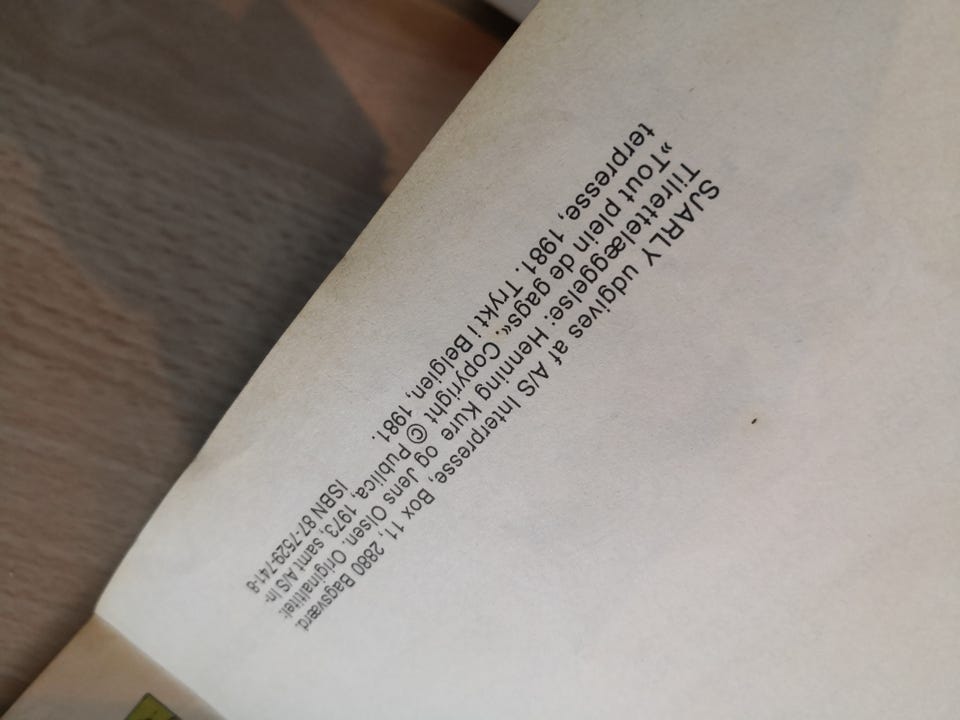 SJARLY udgives af A/S Interpresse, Box 11, 2880 Bagsværd.
Tilrettelæggelse: Henning Kure og Jens Olsen. Originaltitel:
»Tout plein de gags«. Copyright © Publica, 1973, samt A/S In-
terpresse, 1981. Trykt i Belgien, 1981.
ISBN 87-7529-741-8